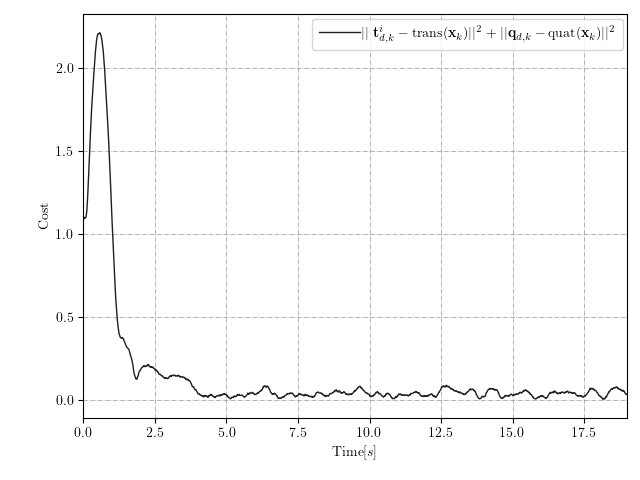 || t^i_{d,k} − trans(x_k)||^2 + ||q_{d,k} − quat(x_k)||^2
2.0
1.5
1.0
0.5
0.0
Cost
0.0 2.5 5.0 7.5 10.0 12.5 15.0 17.5
Time[s]